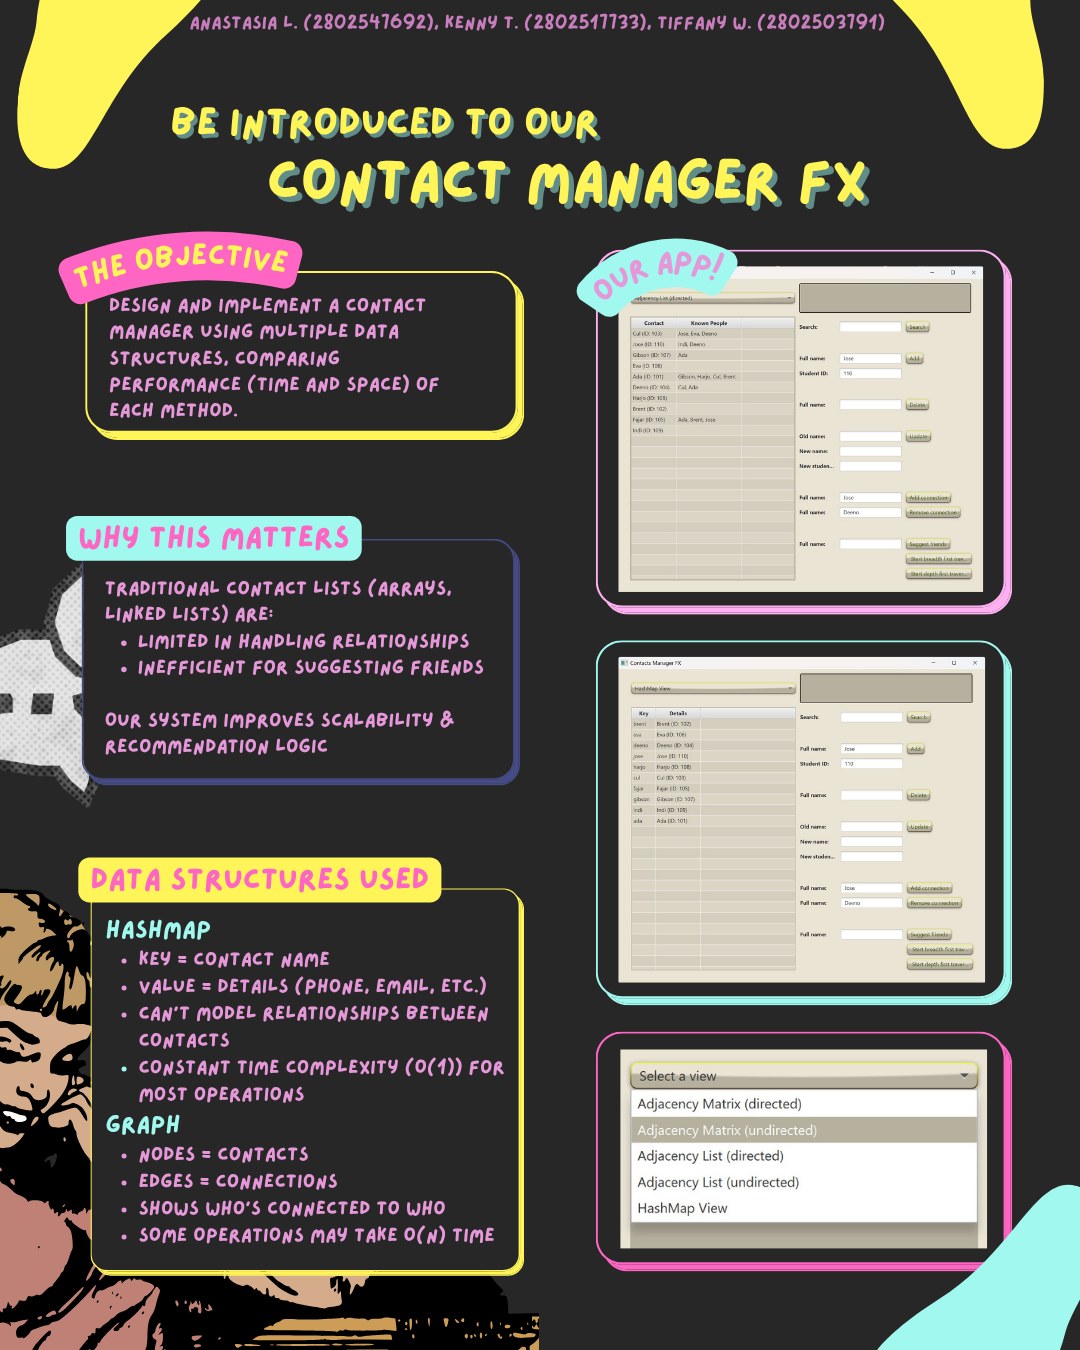 ANASTASIA L. (2802547692), KENNY T. (2802517733), TIFFANY W. (2802503791)
BE INTRODUCED TO OUR
CONTACT MANAGER FX
THE OBJECTIVE
DESIGN AND IMPLEMENT A CONTACT
MANAGER USING MULTIPLE DATA
STRUCTURES, COMPARING
PERFORMANCE (TIME AND SPACE) OF
EACH METHOD.
WHY THIS MATTERS
TRADITIONAL CONTACT LISTS (ARRAYS,
LINKED LISTS) ARE:
• LIMITED IN HANDLING RELATIONSHIPS
• INEFFICIENT FOR SUGGESTING FRIENDS
OUR SYSTEM IMPROVES SCALABILITY &
RECOMMENDATION LOGIC
DATA STRUCTURES USED
HASHMAP
• KEY = CONTACT NAME
• VALUE = DETAILS (PHONE, EMAIL, ETC.)
• CAN'T MODEL RELATIONSHIPS BETWEEN
CONTACTS
• CONSTANT TIME COMPLEXITY (O(1)) FOR
MOST OPERATIONS
GRAPH
• NODES = CONTACTS
• EDGES = CONNECTIONS
• SHOWS WHO'S CONNECTED TO WHO
• SOME OPERATIONS MAY TAKE O(N) TIME
OUR APP!
Adjacency List (directed)
Contact Known People
Cul (ID: 103) Jose, Eva, Deeno
Jose (ID: 110) Indi, Deeno
Gibson (ID: 107) Ada
Eva (ID: 106)
Ada (ID: 101) Gibson, Harjo, Cul, Brent
Deeno (ID: 104) Cul, Ada
Harjo (ID: 108)
Brent (ID: 102)
Fajar (ID: 105) Ada, Brent, Jose
Indi (ID: 109)
Search: Search
Full name: Jose Add
Student ID: 110
Full name: Delete
Old name: Update
New name:
New studen...
Full name: Jose Add connection
Full name: Deeno Remove connection
Full name: Suggest friends
Start breadth first trav...
Start depth first traver...
Contacts Manager FX
HashMap View
Key Details
brent Brent (ID: 102)
eva Eva (ID: 106)
deeno Deeno (ID: 104)
jose Jose (ID: 110)
harjo Harjo (ID: 108)
cul Cul (ID: 103)
fajar Fajar (ID: 105)
gibson Gibson (ID: 107)
indi Indi (ID: 109)
ada Ada (ID: 101)
Search: Search
Full name: Jose Add
Student ID: 110
Full name: Delete
Old name: Update
New name:
New studen...
Full name: Jose Add connection
Full name: Deeno Remove connection
Full name: Suggest friends
Start breadth first trav...
Start depth first traver...
Select a view
Adjacency Matrix (directed)
Adjacency Matrix (undirected)
Adjacency List (directed)
Adjacency List (undirected)
HashMap View